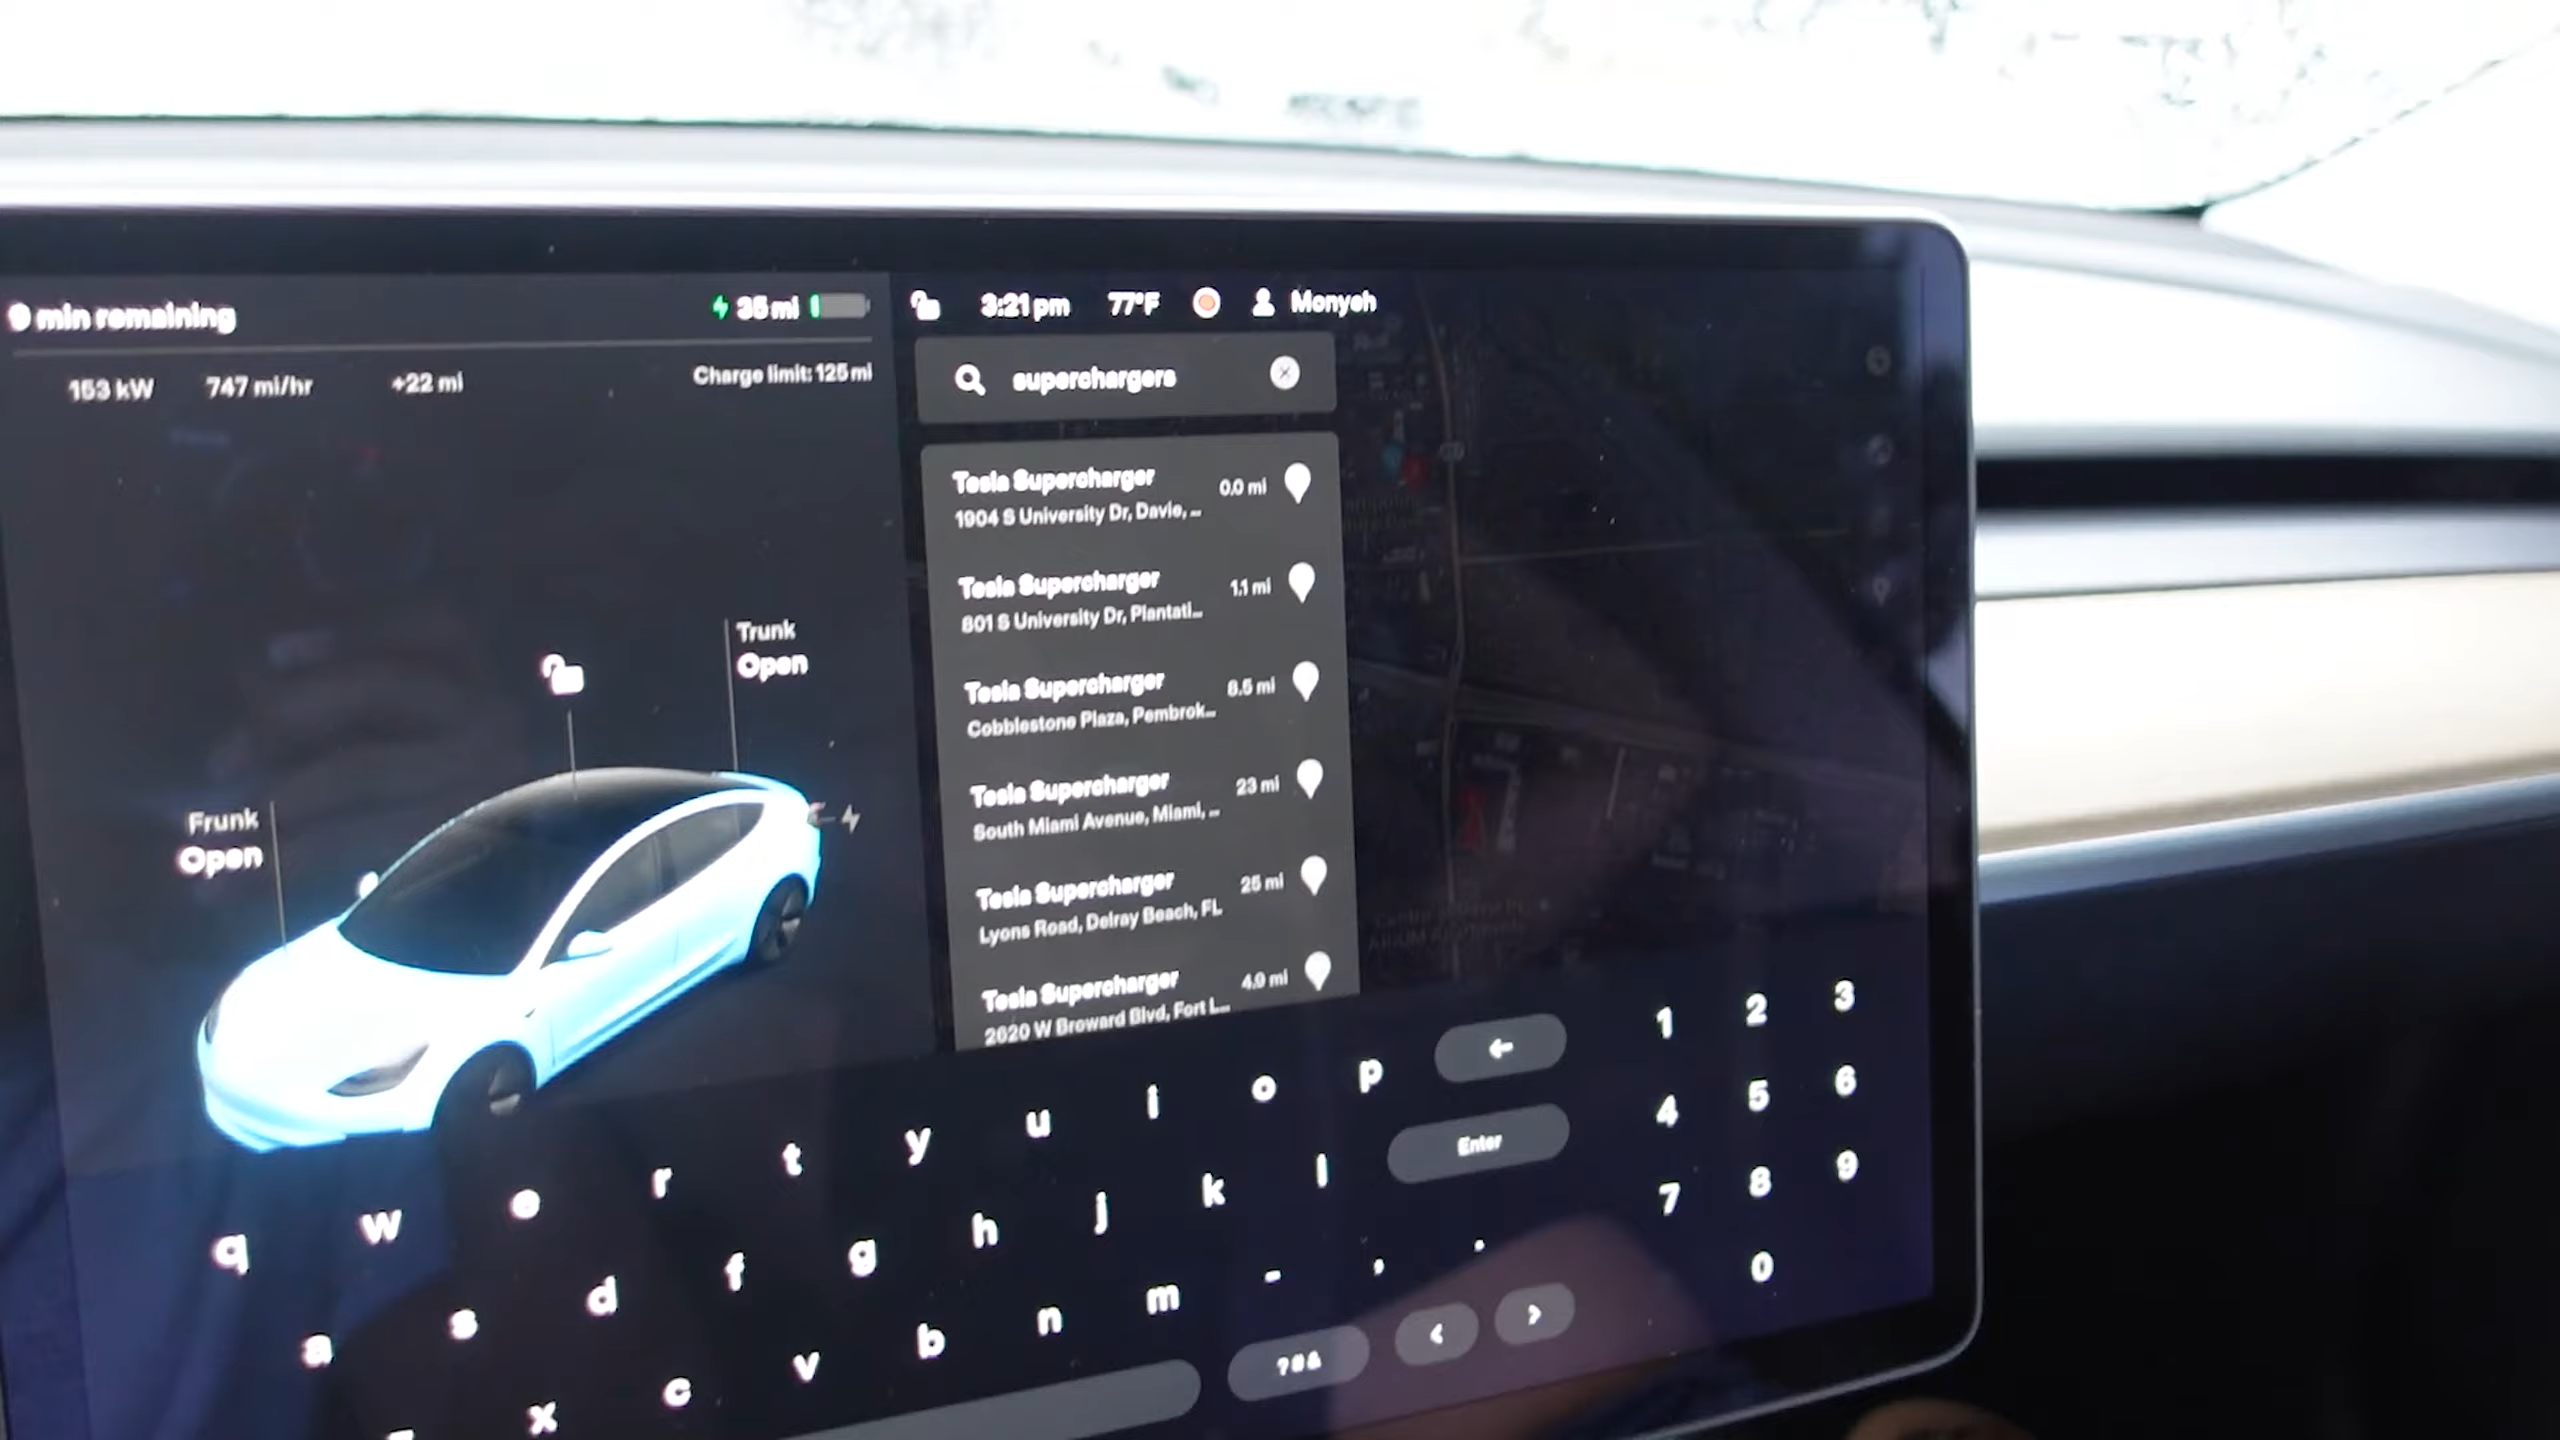 9 min remaining
35 mi
153 kW 747 mi/hr +22 mi Charge limit: 125 mi
Trunk
Open
Frunk
Open
3:21 pm 77°F Monyeh
superchargers
Tesla Supercharger 0.0 mi
1904 S University Dr, Davie, ...
Tesla Supercharger 1.1 mi
801 S University Dr, Plantati...
Tesla Supercharger 8.5 mi
Cobblestone Plaza, Pembrok...
Tesla Supercharger 23 mi
South Miami Avenue, Miami, ...
Tesla Supercharger 25 mi
Lyons Road, Delray Beach, FL
Tesla Supercharger 4.9 mi
2620 W Broward Blvd, Fort L...
q w e r t y u i o p ← 1 2 3
a s d f g h j k l Enter 4 5 6
x c v b n m - , . 7 8 9
?#& < > 0